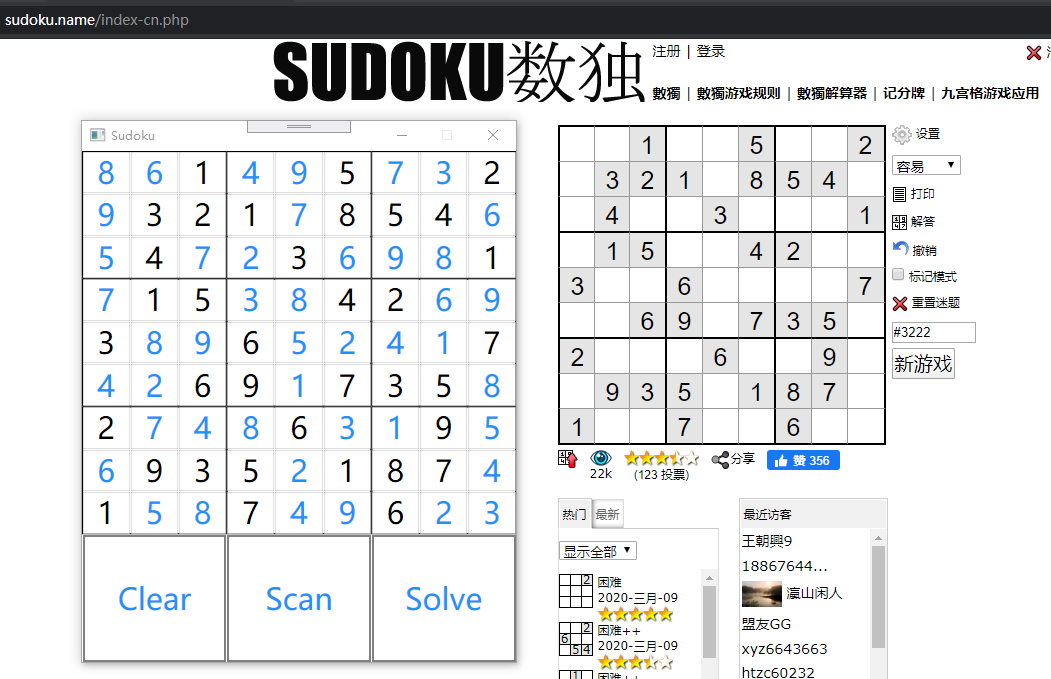 sudoku.name/index-cn.php
SUDOKU数独
注册 | 登录
數獨 | 數獨游戏规则 | 數獨解算器 | 记分牌 | 九宫格游戏应用
Sudoku
8 6 1 4 9 5 7 3 2
9 3 2 1 7 8 5 4 6
5 4 7 2 3 6 9 8 1
7 1 5 3 8 4 2 6 9
3 8 9 6 5 2 4 1 7
4 2 6 9 1 7 3 5 8
2 7 4 8 6 3 1 9 5
6 9 3 5 2 1 8 7 4
1 5 8 7 4 9 6 2 3
Clear Scan Solve
1 5 2
3 2 1 8 5 4
4 3 1
1 5 4 2
3 6 7
6 9 7 3 5
2 6 9
9 3 5 1 8 7
1 7 6
设置
容易
打印
解答
撤销
标记模式
重置迷题
#3222
新游戏
22k
(123 投票)
分享
赞 356
热门 最新
显示全部
2
困难
2020-三月-09
2
6
5 4
困难++
2020-三月-09
1
困难++
最近访客
王朝興9
18867644...
瀛山闲人
盟友GG
xyz6643663
htzc60232